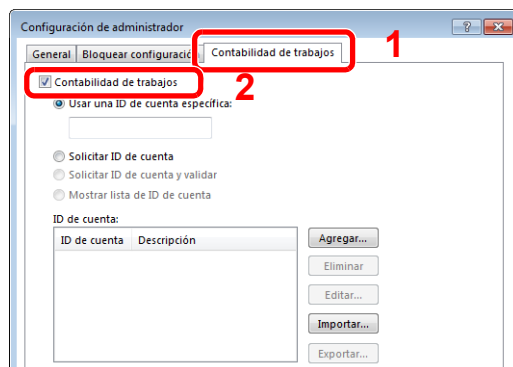 Configuración de administrador
General Bloquear configuración Contabilidad de trabajos 1
Contabilidad de trabajos 2
Usar una ID de cuenta específica:
Solicitar ID de cuenta
Solicitar ID de cuenta y validar
Mostrar lista de ID de cuenta
ID de cuenta:
ID de cuenta Descripción Agregar...
Eliminar
Editar...
Importar...
Exportar...